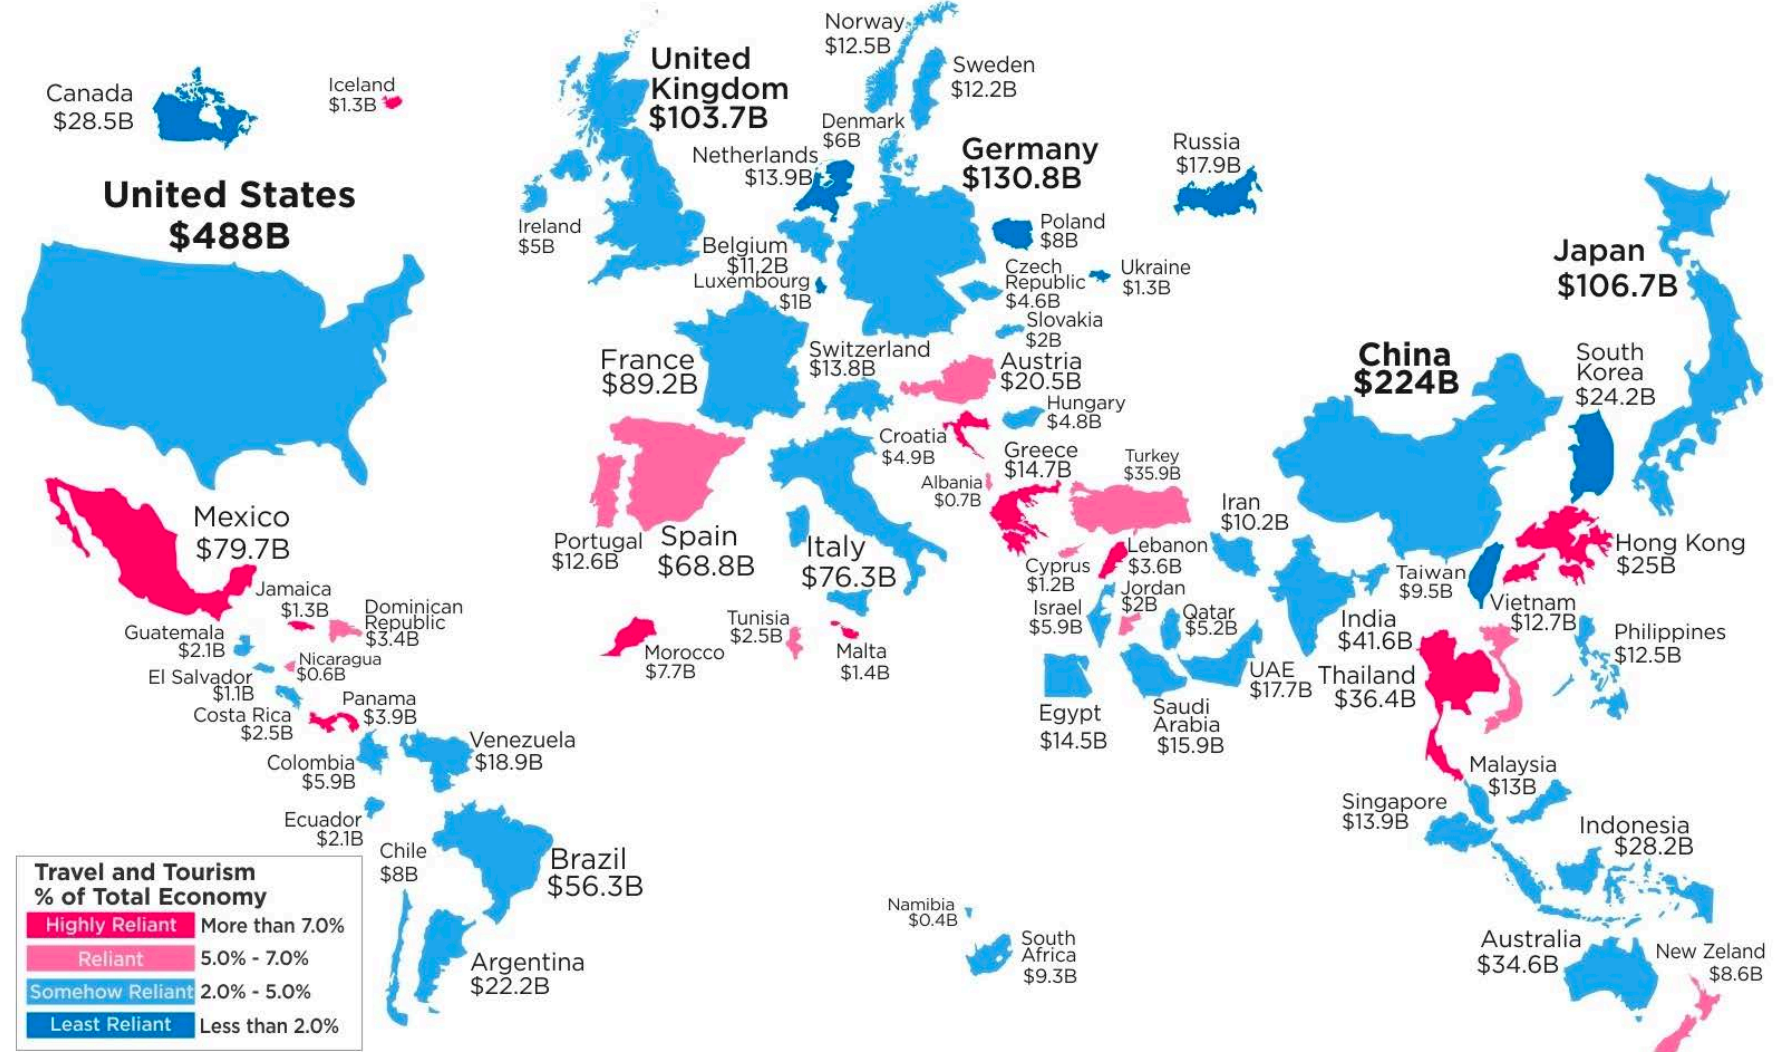 Canada
$28.5B
Iceland
$1.3B
United States
$488B
Mexico
$79.7B
Jamaica
$1.3B
Dominican
Republic
$3.4B
Guatemala
$2.1B
Nicaragua
$0.6B
El Salvador
$1.1B
Costa Rica
$2.5B
Panama
$3.9B
Colombia
$5.9B
Venezuela
$18.9B
Ecuador
$2.1B
Chile
$8B
Brazil
$56.3B
Argentina
$22.2B
United
Kingdom
$103.7B
Ireland
$5B
Norway
$12.5B
Sweden
$12.2B
Denmark
$6B
Netherlands
$13.9B
Germany
$130.8B
Belgium
$11.2B
Luxembourg
$1B
Poland
$8B
Czech
Republic
$4.6B
Ukraine
$1.3B
Slovakia
$2B
Russia
$17.9B
France
$89.2B
Switzerland
$13.8B
Austria
$20.5B
Hungary
$4.8B
Croatia
$4.9B
Greece
$14.7B
Albania
$0.7B
Turkey
$35.9B
Portugal
$12.6B
Spain
$68.8B
Italy
$76.3B
Morocco
$7.7B
Tunisia
$2.5B
Malta
$1.4B
Cyprus
$1.2B
Lebanon
$3.6B
Israel
$5.9B
Jordan
$2B
Qatar
$5.2B
Iran
$10.2B
Egypt
$14.5B
Saudi
Arabia
$15.9B
UAE
$17.7B
India
$41.6B
China
$224B
Japan
$106.7B
South
Korea
$24.2B
Hong Kong
$25B
Taiwan
$9.5B
Vietnam
$12.7B
Philippines
$12.5B
Thailand
$36.4B
Malaysia
$13B
Singapore
$13.9B
Indonesia
$28.2B
Australia
$34.6B
New Zeland
$8.6B
Namibia
$0.4B
South
Africa
$9.3B
Travel and Tourism
% of Total Economy
Highly Reliant More than 7.0%
Reliant 5.0% - 7.0%
Somehow Reliant 2.0% - 5.0%
Least Reliant Less than 2.0%